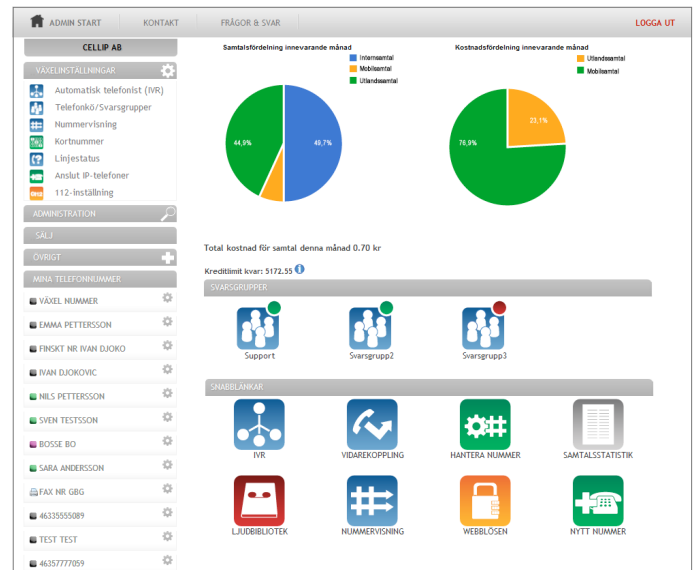 ADMIN START KONTAKT FRÅGOR & SVAR LOGGA UT
CELLIP AB
VÄXELINSTÄLLNINGAR
Automatisk telefonist (IVR)
Telefonkö/Svarsgrupper
Nummervisning
Kortnummer
Linjestatus
Anslut IP-telefoner
112-inställning
ADMINISTRATION
SÄLJ
ÖVRIGT
MINA TELEFONNUMMER
VÄXEL NUMMER
EMMA PETTERSSON
FINSKT NR IVAN DJOKO
IVAN DJOKOVIC
NILS PETTERSSON
SVEN TESTSSON
BOSSE BO
SARA ANDERSSON
FAX NR GBG
46335555089
TEST TEST
46357777059
Samtalsfördelning innevarande månad
Internsamtal
Mobilsamtal
Utlandssamtal
44,9%
49,7%
Kostnadsfördelning innevarande månad
Utlandssamtal
Mobilsamtal
23,1%
76,9%
Total kostnad för samtal denna månad 0.70 kr
Kreditlimit kvar: 5172.55
SVARSGRUPPER
Support Svarsgrupp2 Svarsgrupp3
SNABBLÄNKAR
IVR VIDAREKOPPLING HANTERA NUMMER SAMTALSSTATISTIK
LJUDBIBLIOTEK NUMMERVISNING WEBBLÖSEN NYTT NUMMER